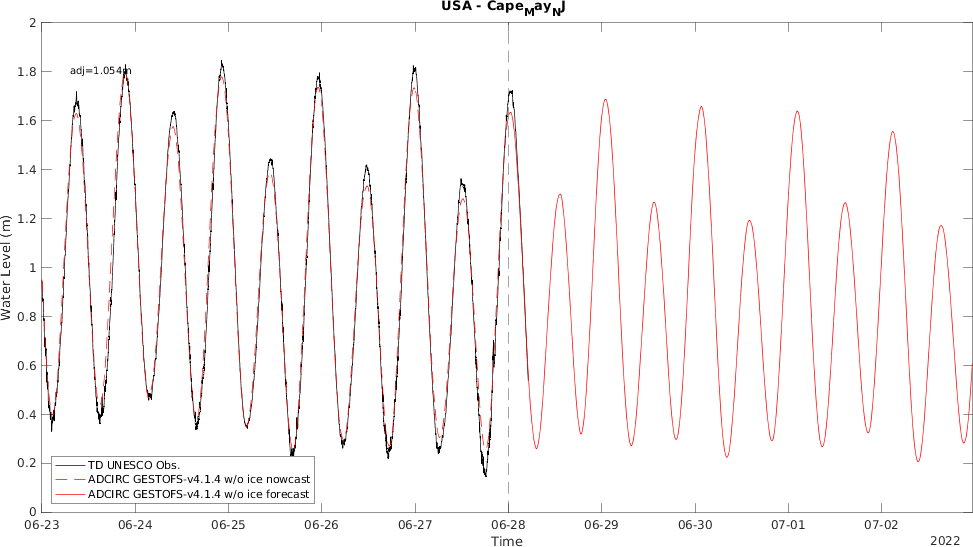 USA - Cape_May_NJ
2
1.8
1.6
1.4
1.2
1
0.8
0.6
0.4
0.2
0
Water Level (m)
adj=1.054m
TD UNESCO Obs.
ADCIRC GESTOFS-v4.1.4 w/o ice nowcast
ADCIRC GESTOFS-v4.1.4 w/o ice forecast
06-23 06-24 06-25 06-26 06-27 06-28 06-29 06-30 07-01 07-02
Time
2022